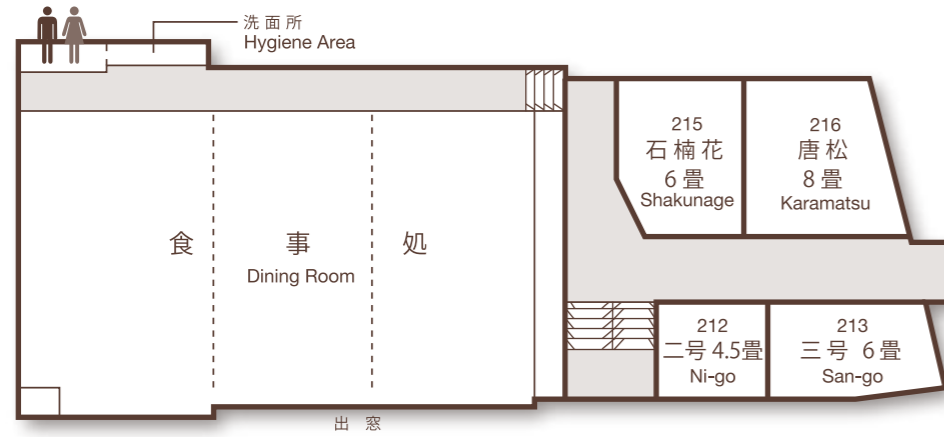 洗面所
Hygiene Area
食事処
Dining Room
出窓
215
石楠花
6畳
Shakunage
216
唐松
8畳
Karamatsu
212
二号 4.5畳
Ni-go
213
三号 6畳
San-go